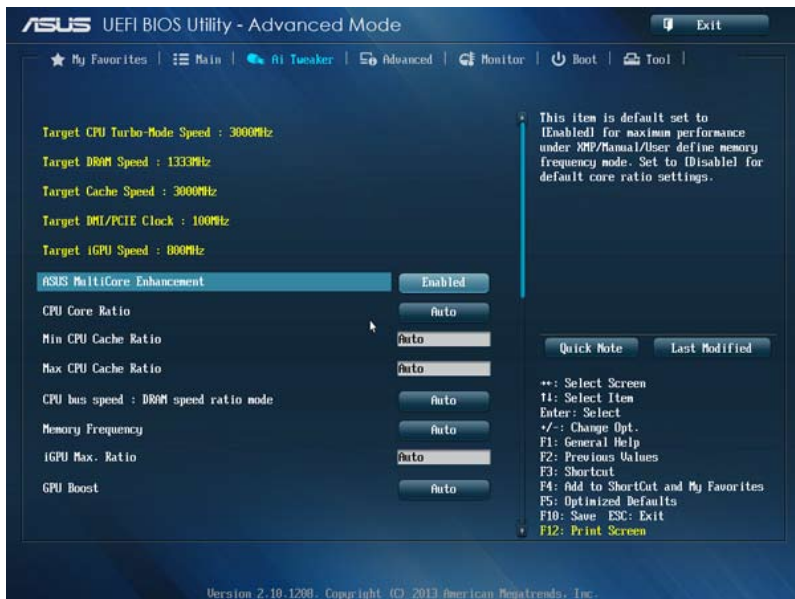 ASUS UEFI BIOS Utility - Advanced Mode
Exit
My Favorites | Main | Ai Tweaker | Advanced | Monitor | Boot | Tool |
Target CPU Turbo-Mode Speed : 3000MHz
Target DRAM Speed : 1333MHz
Target Cache Speed : 3000MHz
Target DMI/PCIE Clock : 100MHz
Target iGPU Speed : 800MHz
ASUS MultiCore Enhancement Enabled
CPU Core Ratio Auto
Min CPU Cache Ratio Auto
Max CPU Cache Ratio Auto
CPU bus speed : DRAM speed ratio mode Auto
Memory Frequency Auto
iGPU Max. Ratio Auto
GPU Boost Auto
This item is default set to
[Enabled] for maximum performance
under XMP/Manual/User define memory
frequency mode. Set to [Disable] for
default core ratio settings.
Quick Note Last Modified
→←: Select Screen
↑↓: Select Item
Enter: Select
+/-: Change Opt.
F1: General Help
F2: Previous Values
F3: Shortcut
F4: Add to ShortCut and My Favorites
F5: Optimized Defaults
F10: Save ESC: Exit
F12: Print Screen
Version 2.10.1208. Copyright (C) 2013 American Megatrends, Inc.